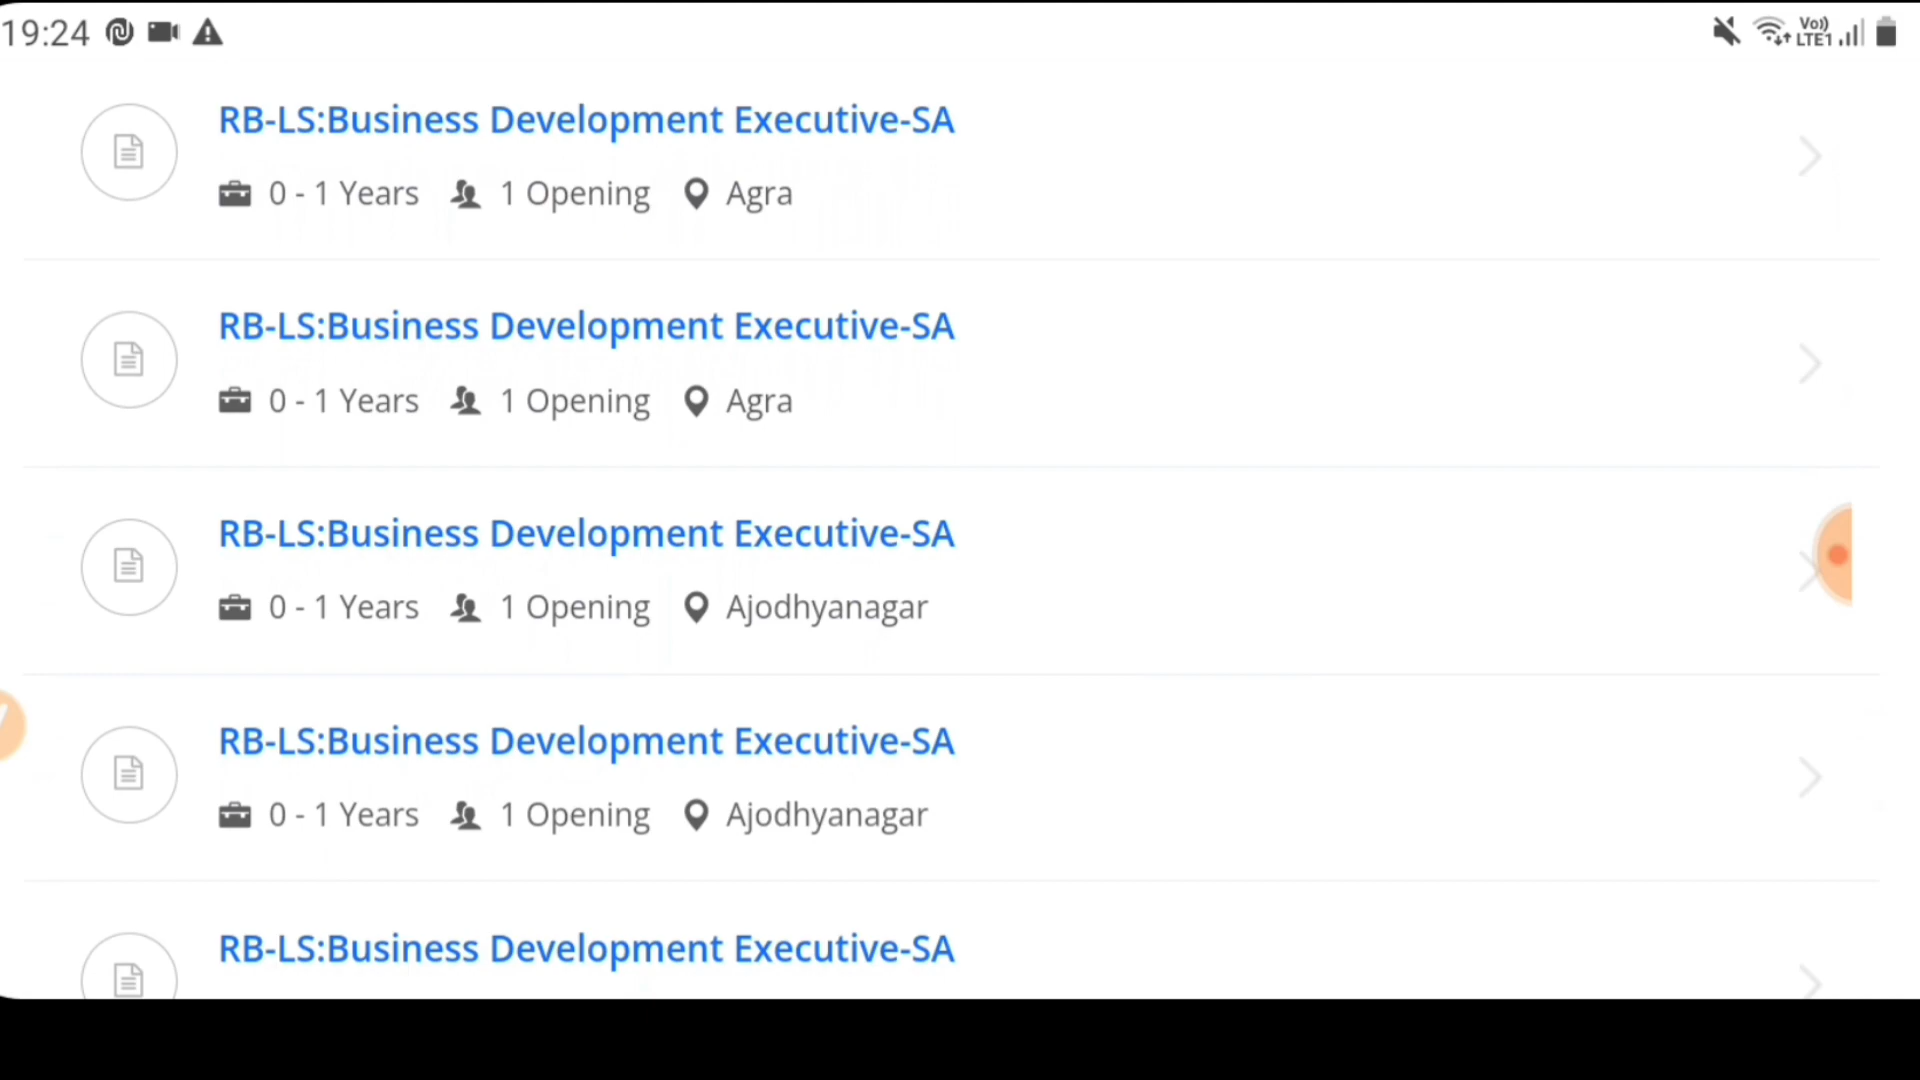 19:24 Vo)) LTE1
RB-LS:Business Development Executive-SA
0 - 1 Years 1 Opening Agra
RB-LS:Business Development Executive-SA
0 - 1 Years 1 Opening Agra
RB-LS:Business Development Executive-SA
0 - 1 Years 1 Opening Ajodhyanagar
RB-LS:Business Development Executive-SA
0 - 1 Years 1 Opening Ajodhyanagar
RB-LS:Business Development Executive-SA